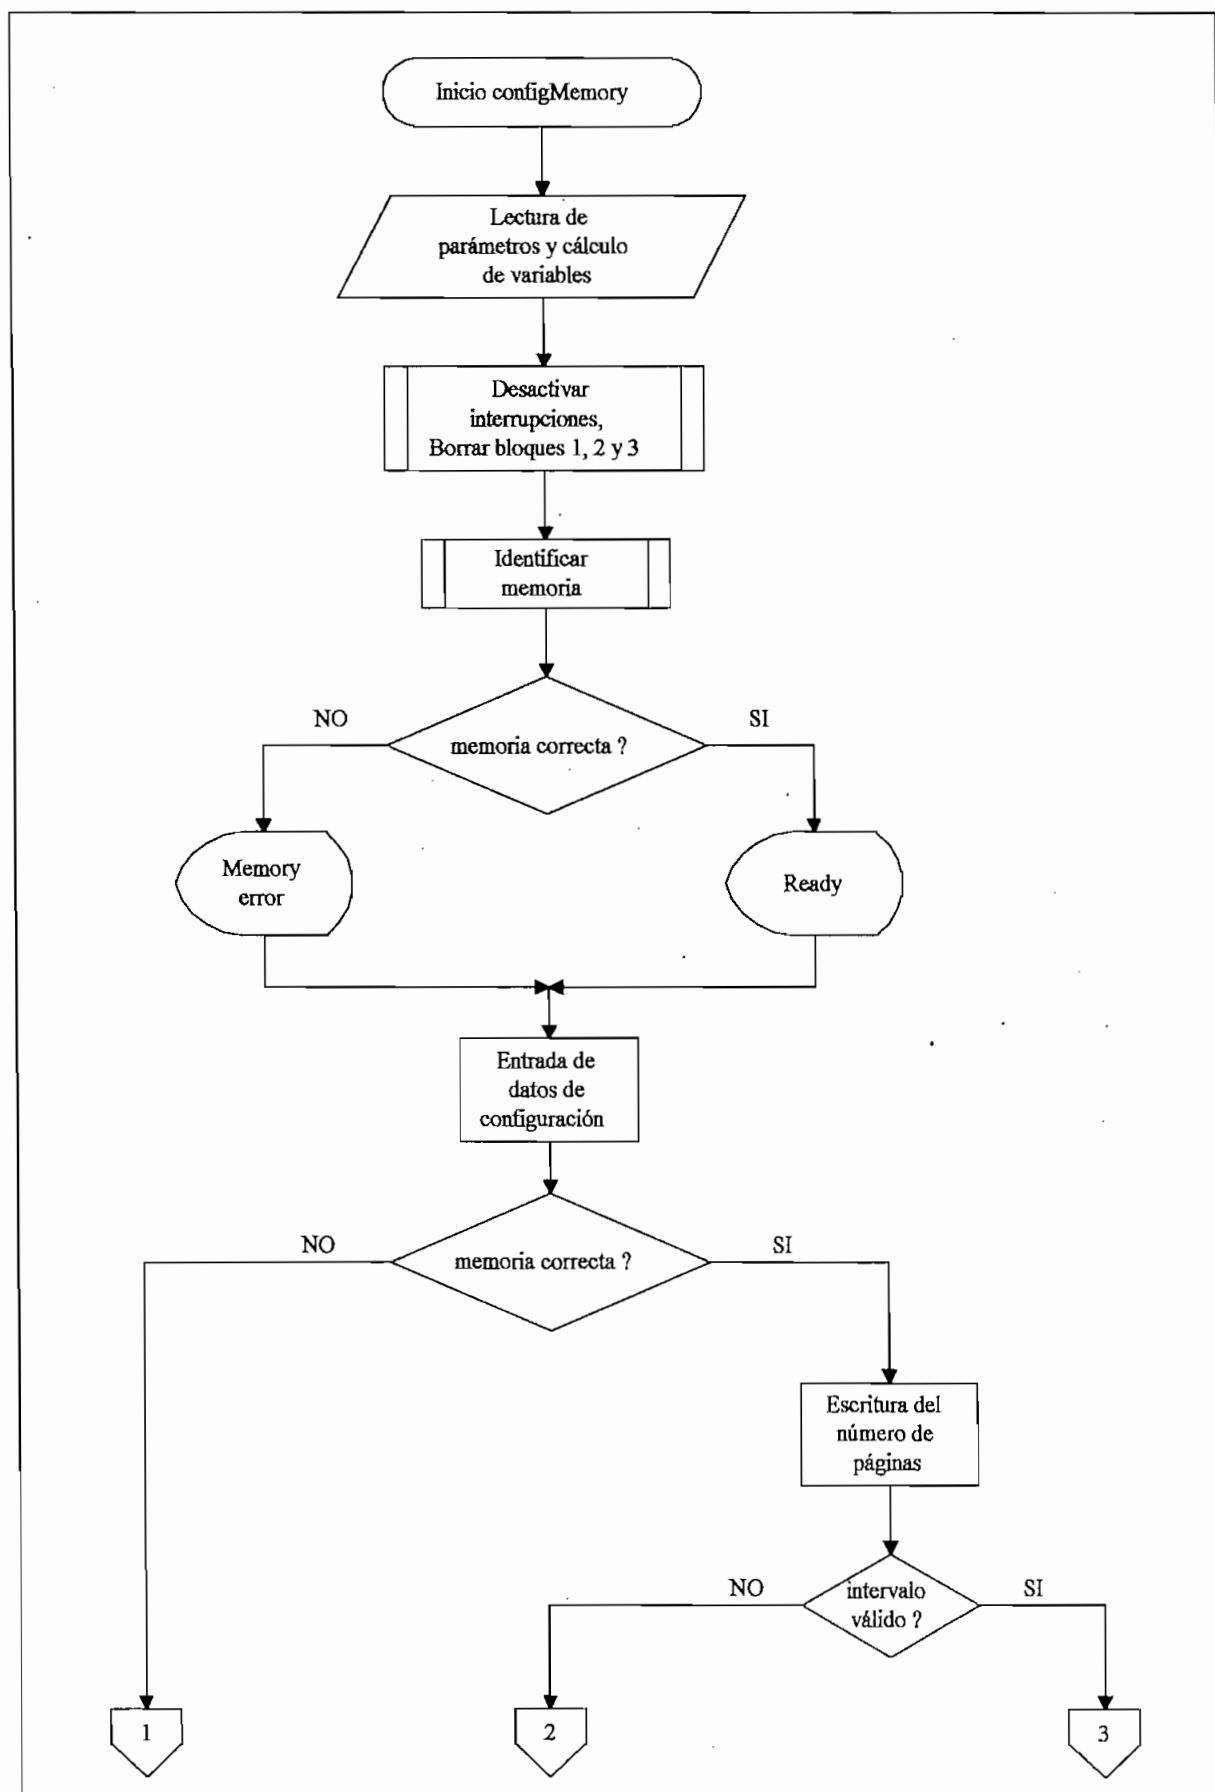 Inicio configMemory
Lectura de
parámetros y cálculo
de variables
Desactivar
interrupciones,
Borrar bloques 1, 2 y 3
Identificar
memoria
NO
SI
memoria correcta ?
Memory
error
Ready
Entrada de
datos de
configuración
NO
SI
memoria correcta ?
Escritura del
número de
páginas
NO
SI
intervalo
válido ?
1
2
3